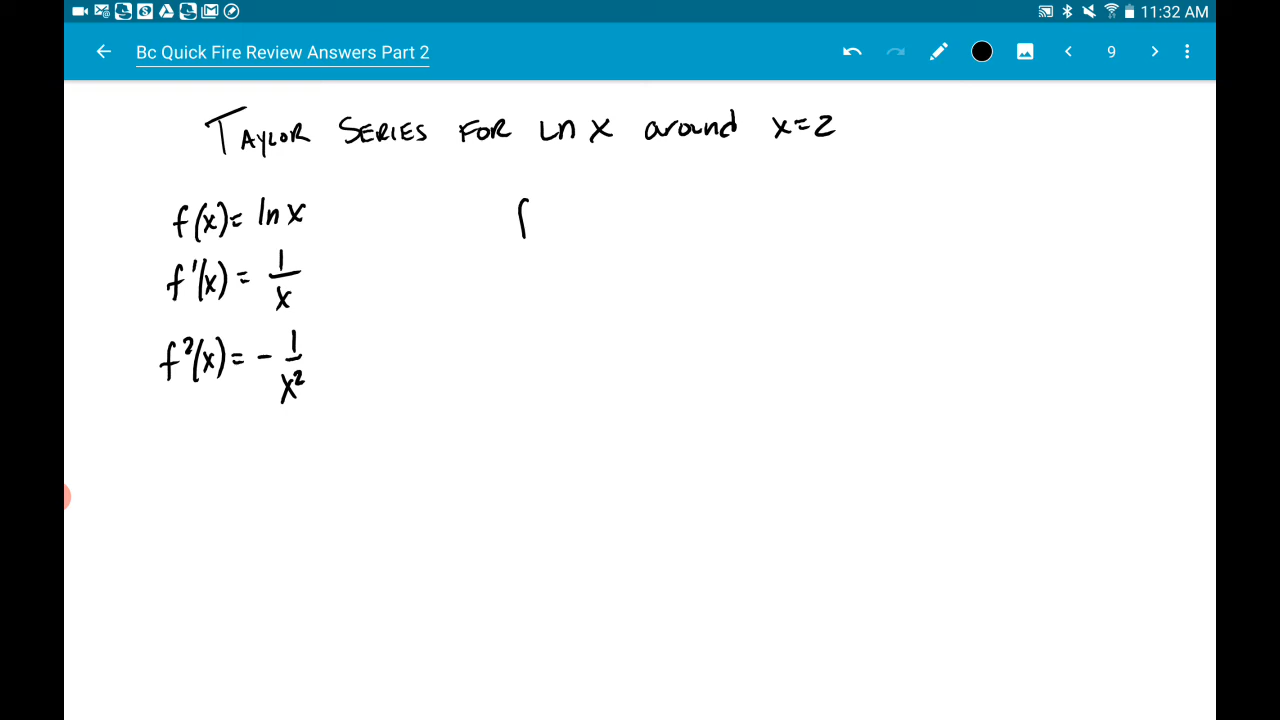 11:32 AM
Bc Quick Fire Review Answers Part 2
9
TAYLOR SERIES FOR Ln X around x=2
f(x)= ln x
f'(x) = 1/x
f²(x) = - 1/x²